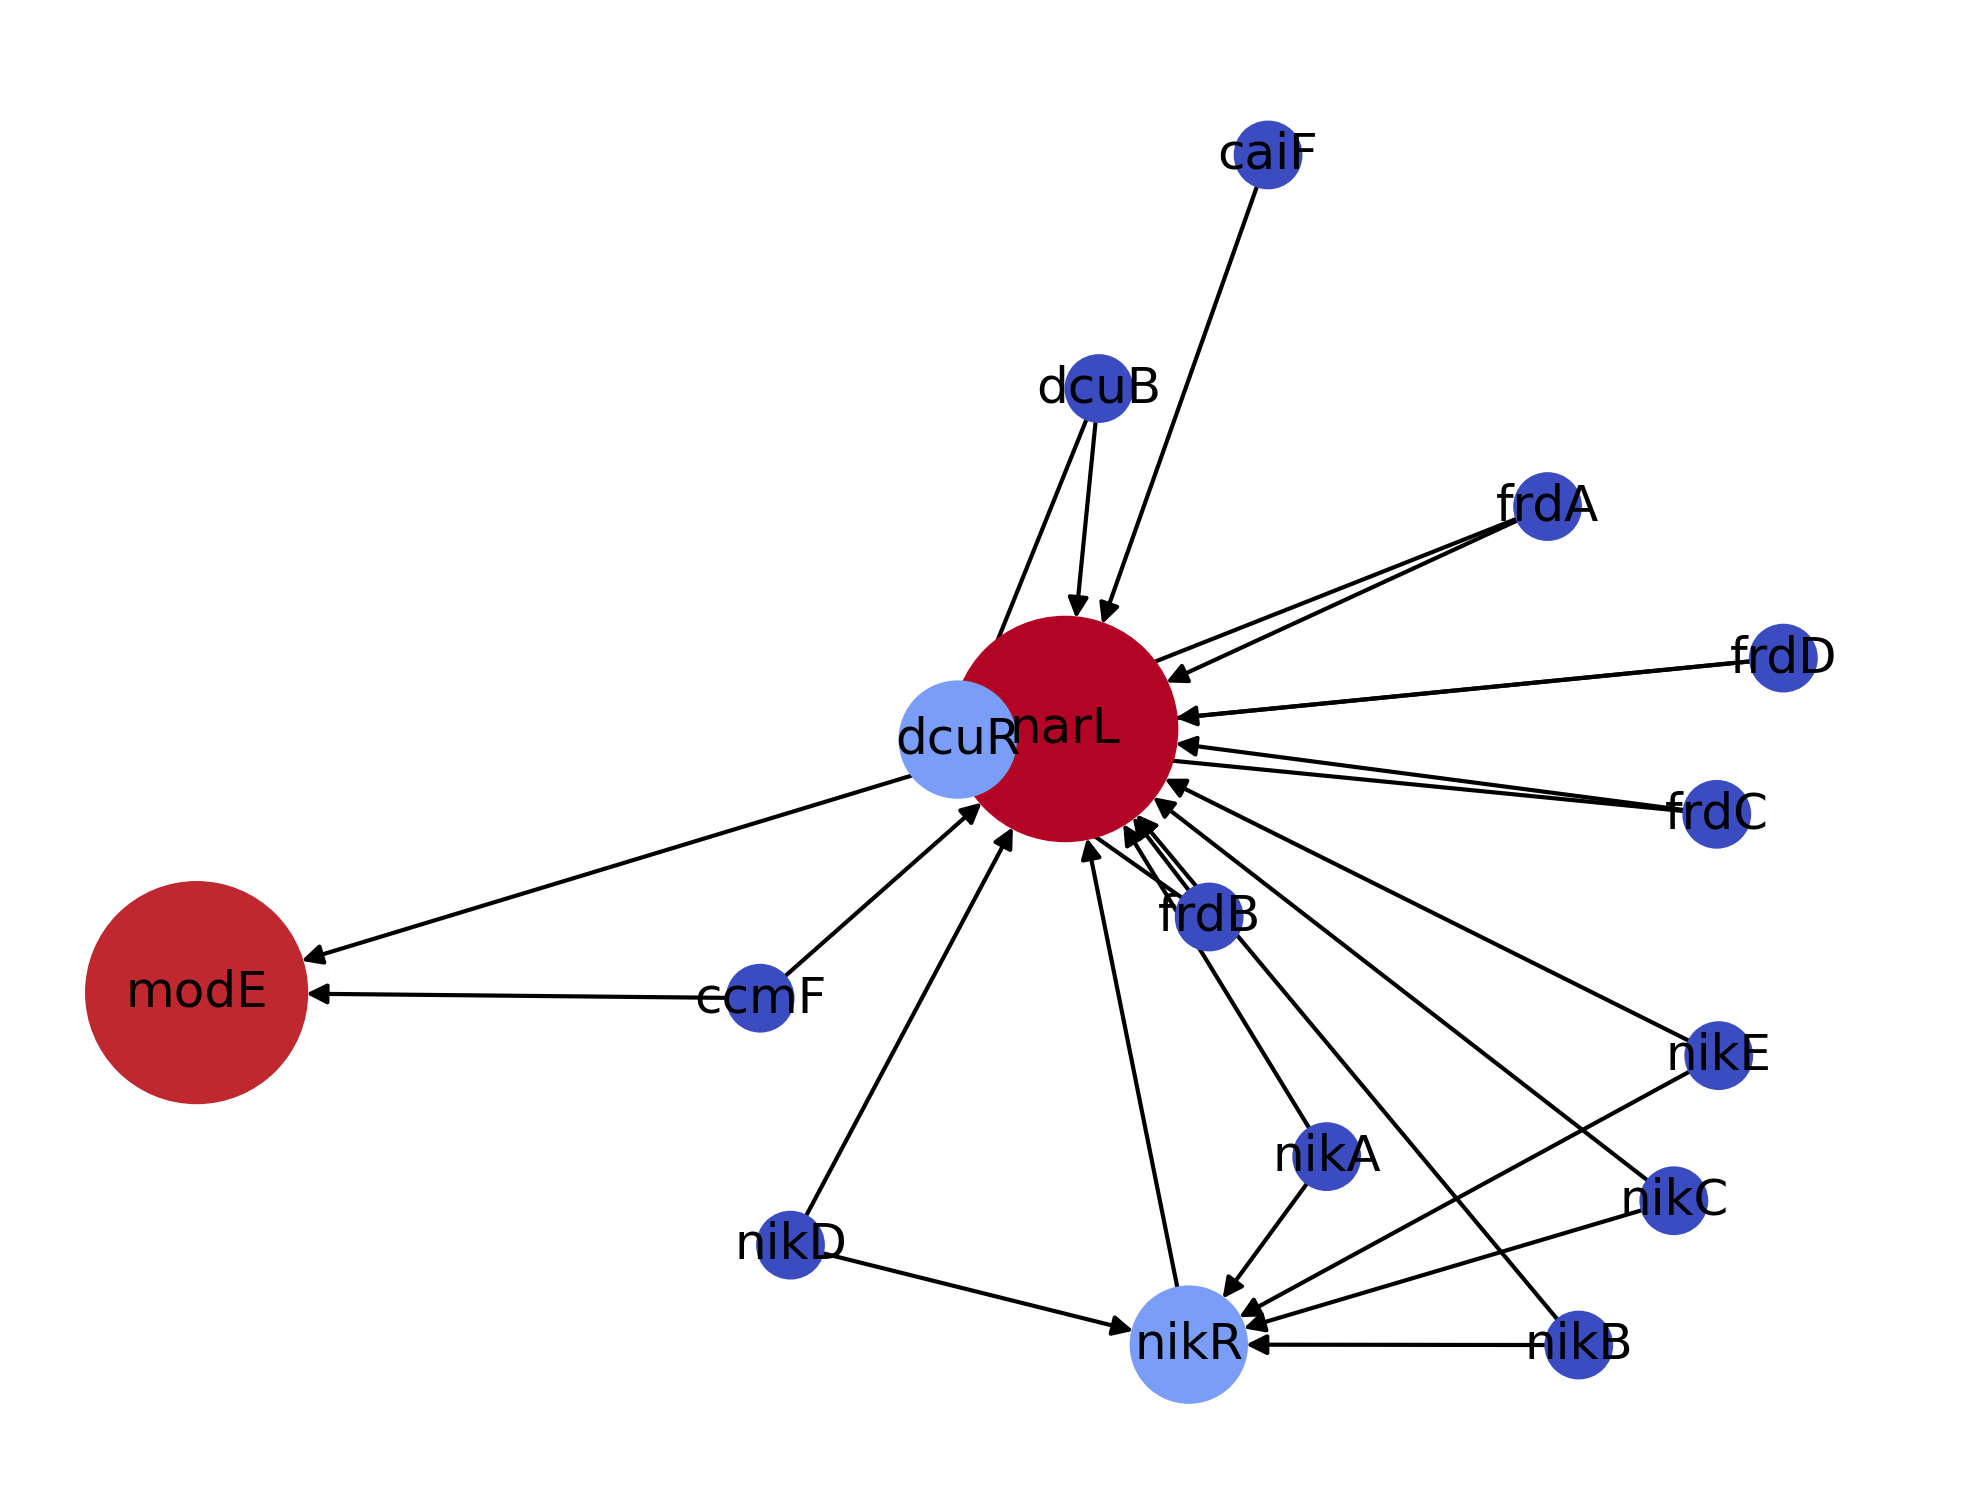 caiF
dcuB
frdA
frdD
narL
dcuR
frdC
frdB
modE
ccmF
nikE
nikA
nikC
nikD
nikR
nikB